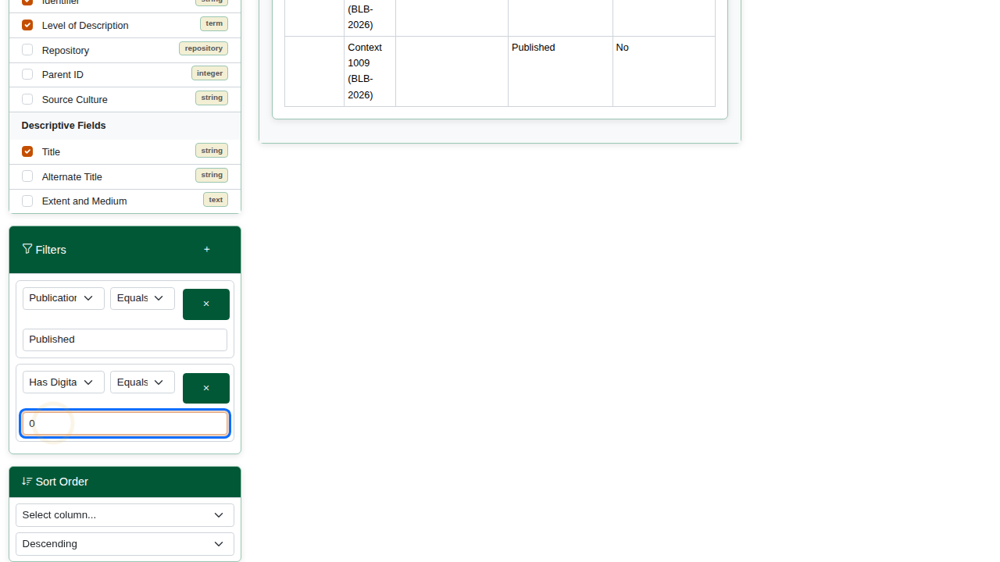 Identifier string
Level of Description term
Repository repository
Parent ID integer
Source Culture string
Descriptive Fields
Title string
Alternate Title string
Extent and Medium text
Filters +
Publication Equals ×
Published
Has Digita Equals ×
0
Sort Order
Select column...
Descending
(BLB-
2026)
Context Published No
1009
(BLB-
2026)